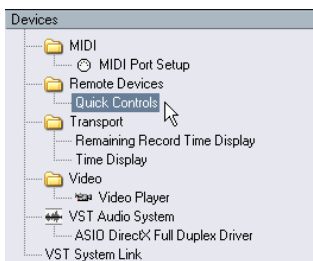 Devices
MIDI
MIDI Port Setup
Remote Devices
Quick Controls
Transport
Remaining Record Time Display
Time Display
Video
Video Player
VST Audio System
ASIO DirectX Full Duplex Driver
VST System Link